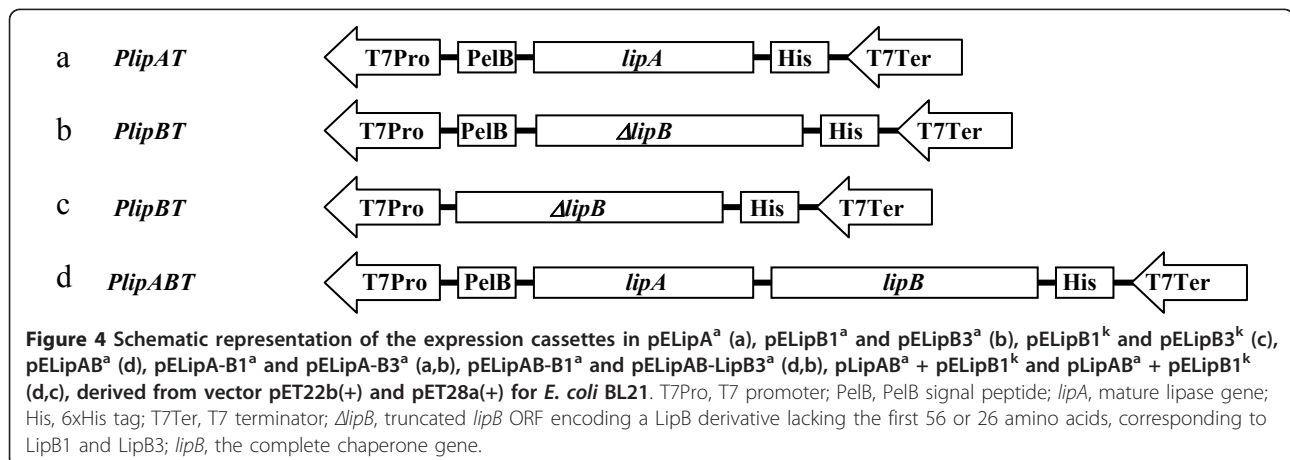 a PlipAT T7Pro PelB lipA His T7Ter
b PlipBT T7Pro PelB ΔlipB His T7Ter
c PlipBT T7Pro ΔlipB His T7Ter
d PlipABT T7Pro PelB lipA lipB His T7Ter
Figure 4 Schematic representation of the expression cassettes in pELipAᵃ (a), pELipB1ᵃ and pELipB3ᵃ (b), pELipB1ᵏ and pELipB3ᵏ (c),
pELipABᵃ (d), pELipA-B1ᵃ and pELipA-B3ᵃ (a,b), pELipAB-B1ᵃ and pELipAB-LipB3ᵃ (d,b), pLipABᵃ + pELipB1ᵏ and pLipABᵃ + pELipB1ᵏ
(d,c), derived from vector pET22b(+) and pET28a(+) for E. coli BL21. T7Pro, T7 promoter; PelB, PelB signal peptide; lipA, mature lipase gene;
His, 6xHis tag; T7Ter, T7 terminator; ΔlipB, truncated lipB ORF encoding a LipB derivative lacking the first 56 or 26 amino acids, corresponding to
LipB1 and LipB3; lipB, the complete chaperone gene.